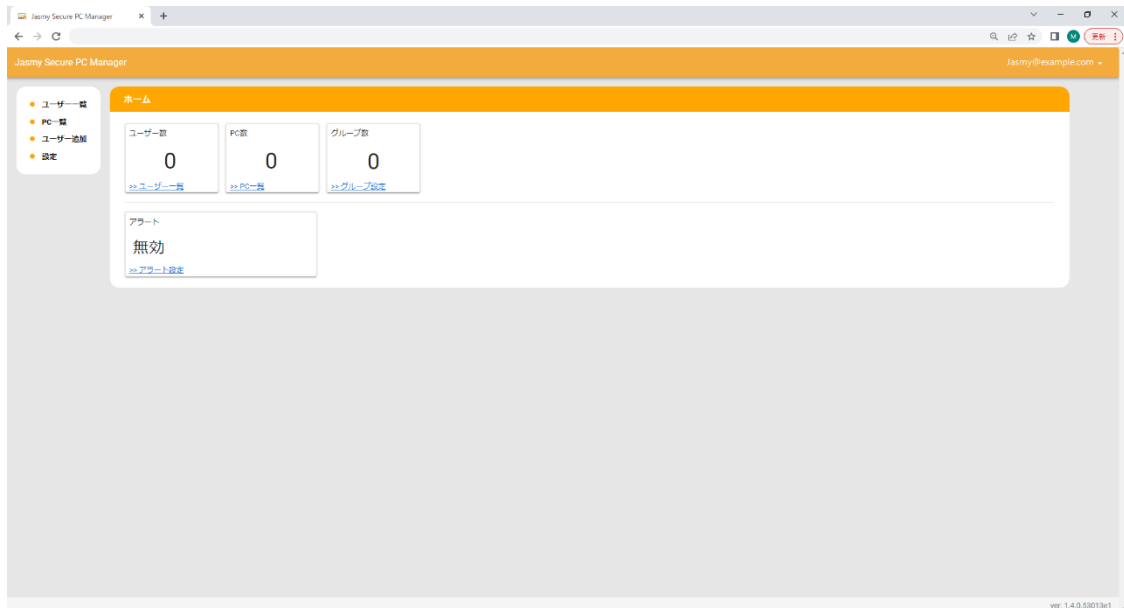 Jasmy Secure PC Manager
更新
Jasmy Secure PC Manager
Jasmy@example.com
ユーザー一覧
PC一覧
ユーザー追加
設定
ホーム
ユーザー数
PC数
グループ数
0
0
0
>> ユーザー一覧
>> PC一覧
>> グループ設定
アラート
無効
>> アラート設定
ver: 1.4.0.53013e1